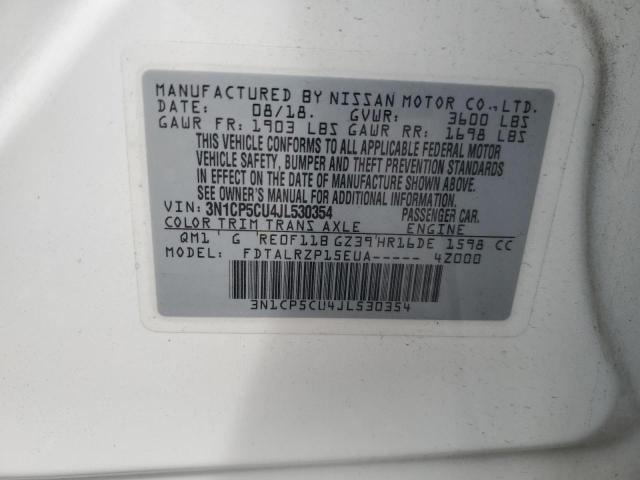 MANUFACTURED BY NISSAN MOTOR CO., LTD.
DATE: 08/18. GVWR: 3600 LBS
GAWR FR: 1903 LBS GAWR RR: 1698 LBS
THIS VEHICLE CONFORMS TO ALL APPLICABLE FEDERAL MOTOR
VEHICLE SAFETY, BUMPER AND THEFT PREVENTION STANDARDS
IN EFFECT ON THE DATE OF MANUFACTURE SHOWN ABOVE.
SEE OWNER'S MANUAL FOR ADDITIONAL INFORMATION.
VIN: 3N1CP5CU4JL530354 PASSENGER CAR.
COLOR TRIM TRANS AXLE ENGINE
QM1 ' G RE0F11B GZ39'HR16DE 1598 CC
MODEL: FDTALRZP15EUA----- 4Z000
3N1CP5CU4JL530354